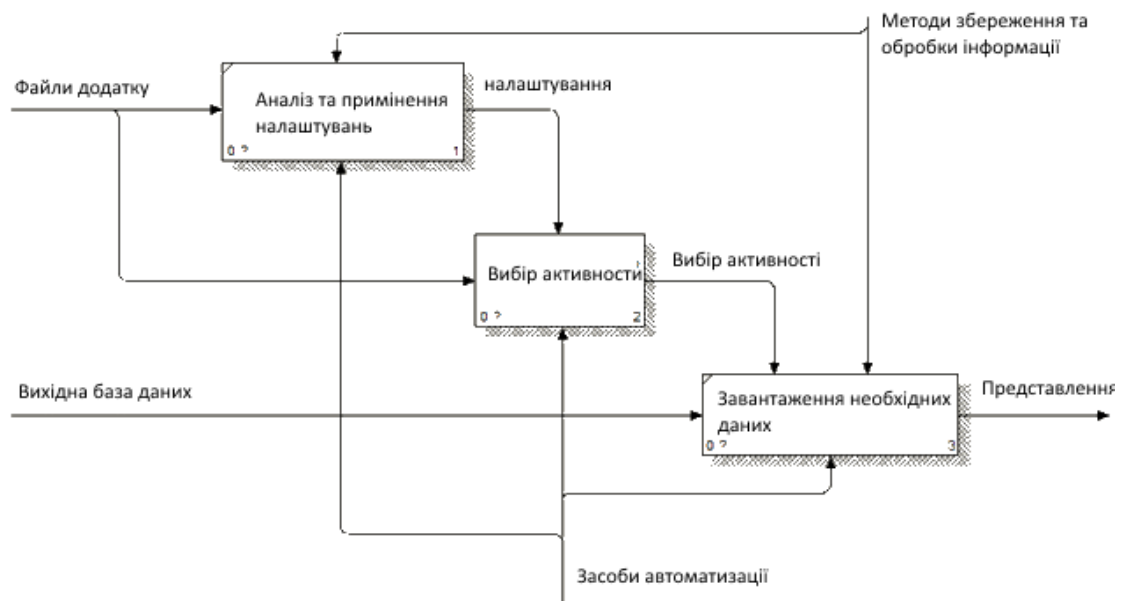 Методи збереження та
обробки інформації
Файли додатку
Аналіз та примінення
налаштувань
0 ?
1
налаштування
Вибір активности
0 ?
2
Вибір активності
Вихідна база даних
Завантаження необхідних
даних
0 ?
3
Представлення
Засоби автоматизації